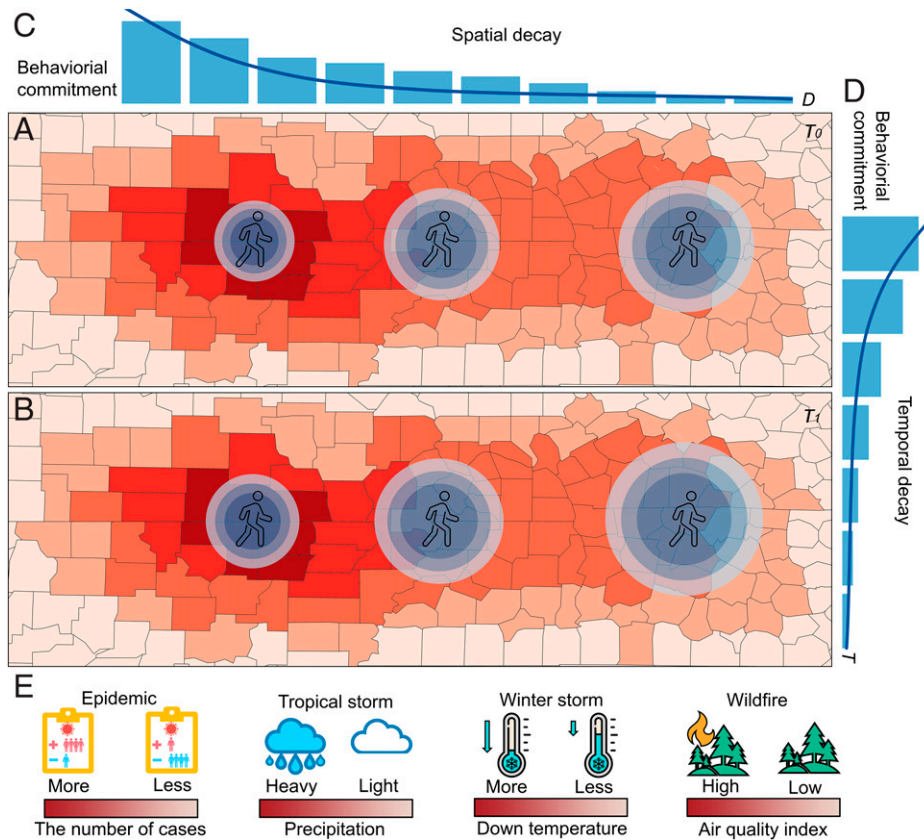 C
Spatial decay
Behaviorial
commitment
D
D
A
T0
Behaviorial
commitment
B
T1
Temporal decay
T
E
Epidemic
More
Less
The number of cases
Tropical storm
Heavy
Light
Precipitation
Winter storm
More
Less
Down temperature
Wildfire
High
Low
Air quality index